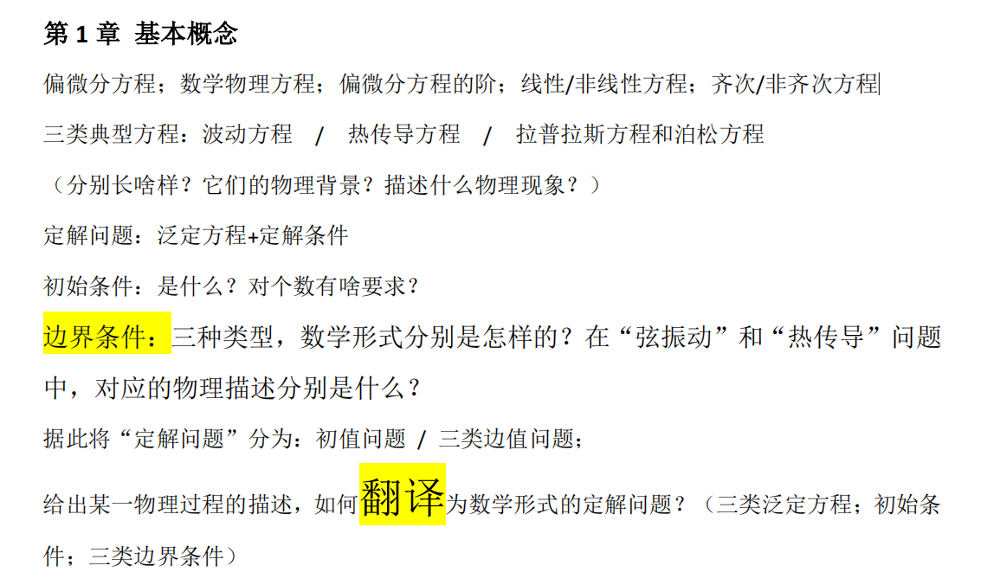 第 1 章 基本概念
偏微分方程；数学物理方程；偏微分方程的阶；线性/非线性方程；齐次/非齐次方程
三类典型方程：波动方程 / 热传导方程 / 拉普拉斯方程和泊松方程
（分别长啥样？它们的物理背景？描述什么物理现象？）
定解问题：泛定方程+定解条件
初始条件：是什么？对个数有啥要求？
边界条件：三种类型，数学形式分别是怎样的？在“弦振动”和“热传导”问题
中，对应的物理描述分别是什么？
据此将“定解问题”分为：初值问题 / 三类边值问题；
给出某一物理过程的描述，如何翻译为数学形式的定解问题？（三类泛定方程；初始条
件；三类边界条件）